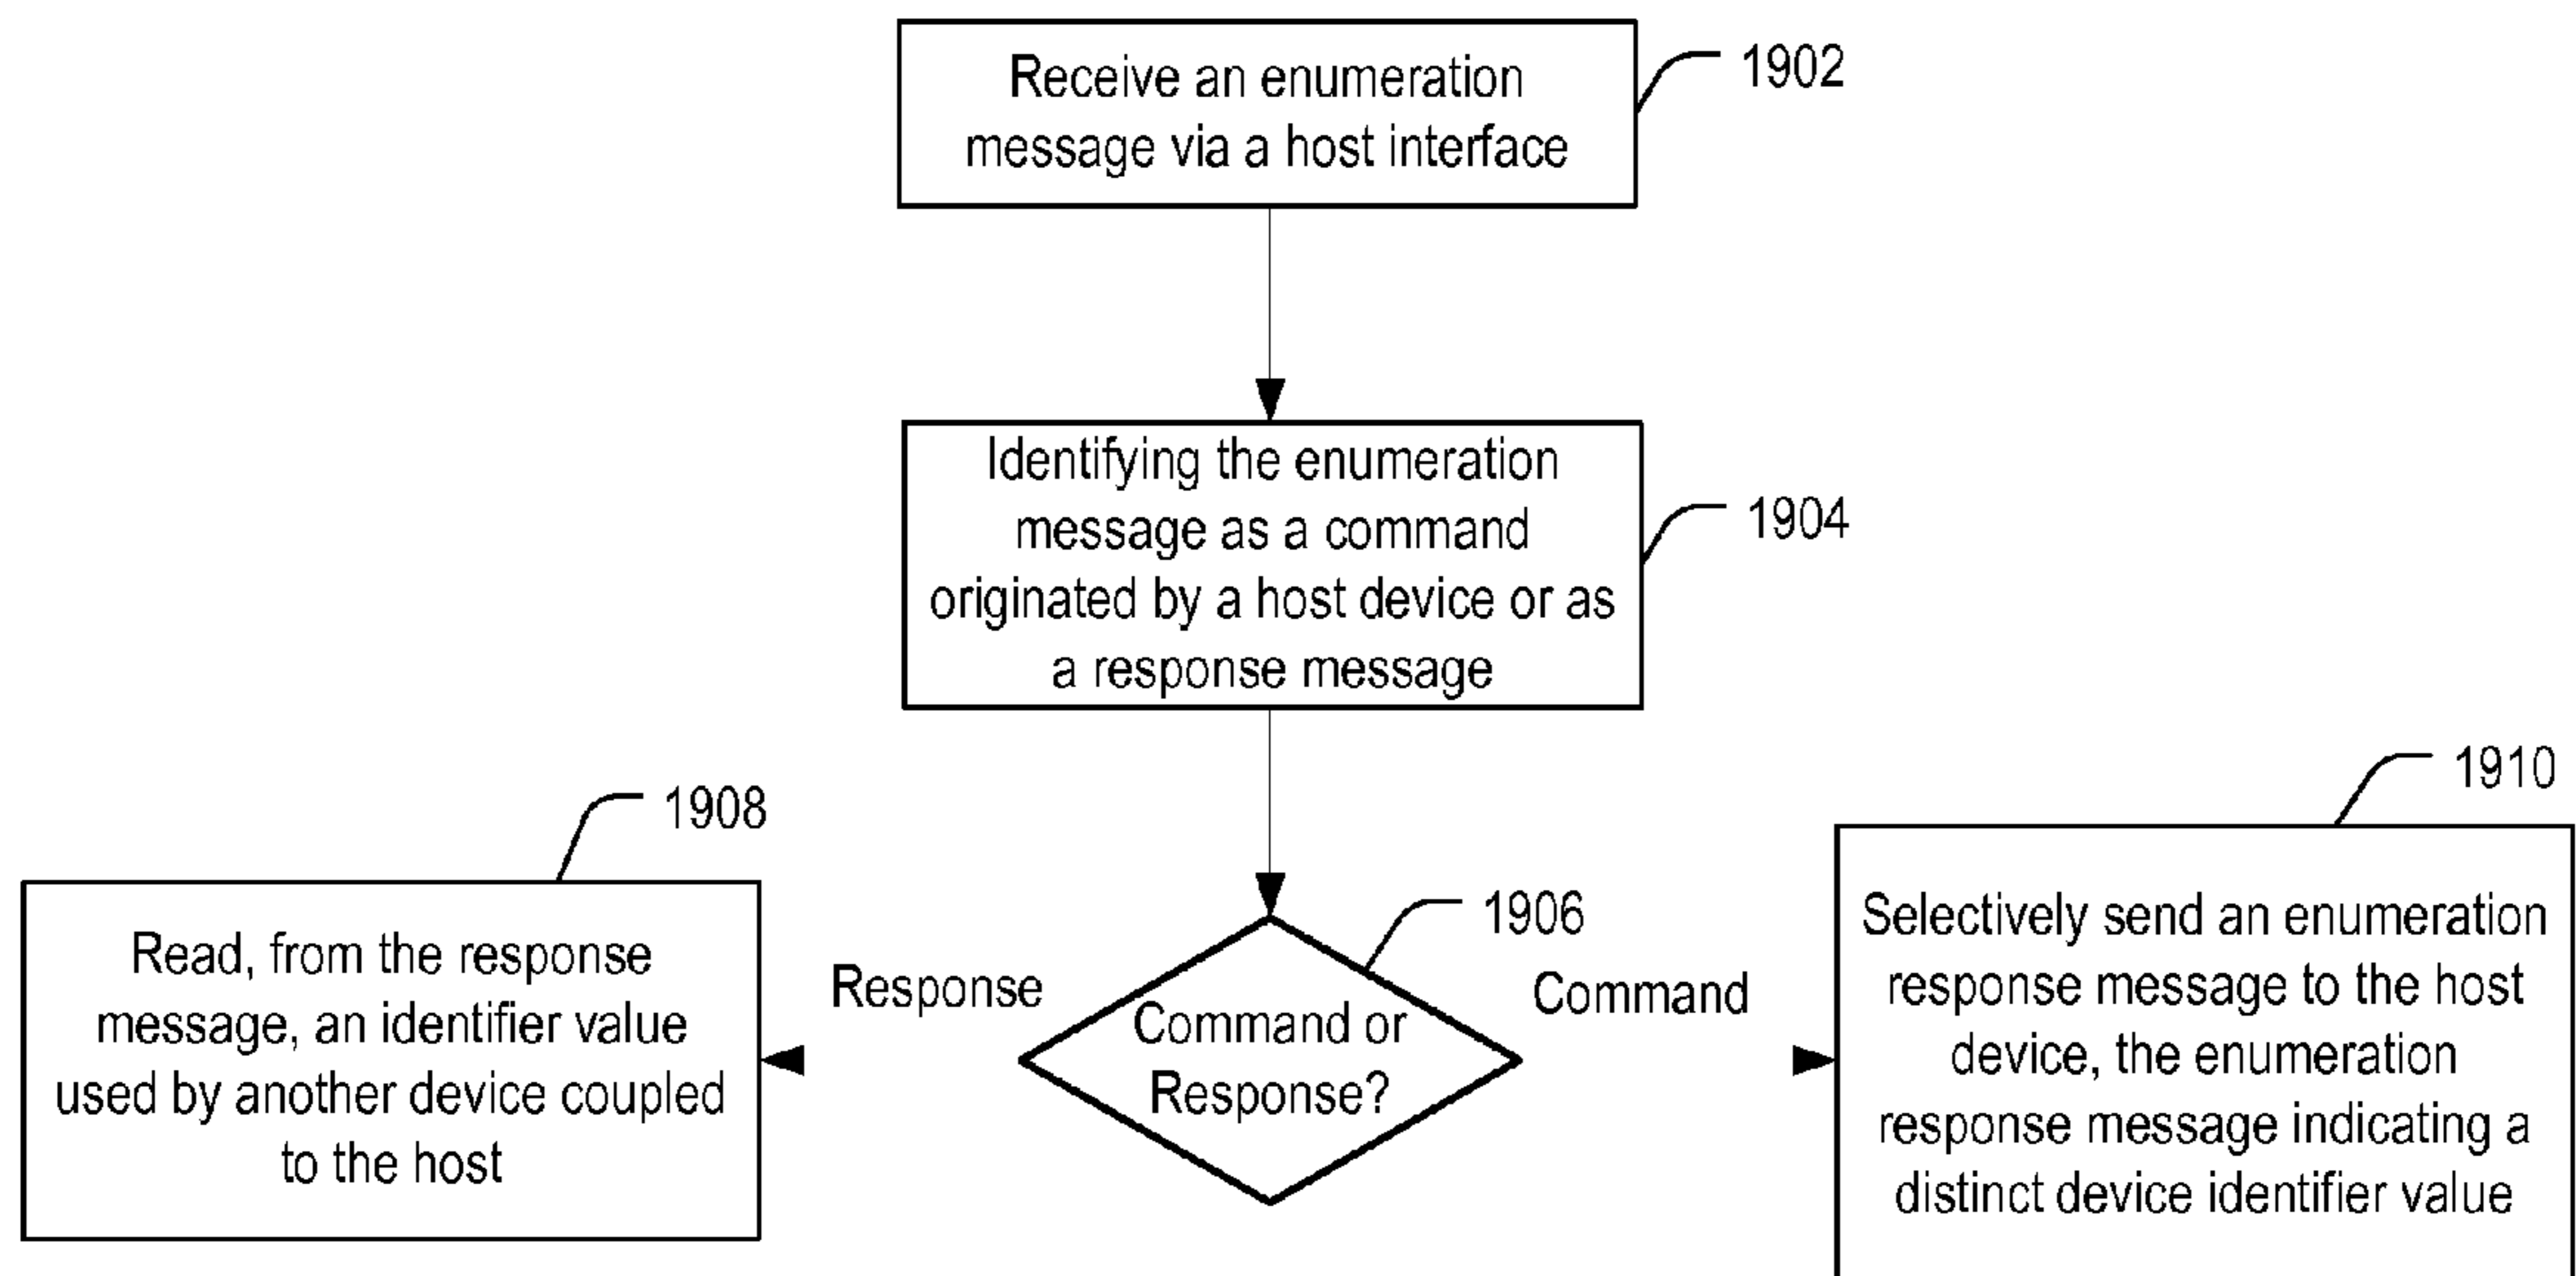 Receive an enumeration
message via a host interface
1902
Identifying the enumeration
message as a command
originated by a host device or as
a response message
1904
1906
Command or
Response?
Response
Command
1908
Read, from the response
message, an identifier value
used by another device coupled
to the host
1910
Selectively send an enumeration
response message to the host
device, the enumeration
response message indicating a
distinct device identifier value